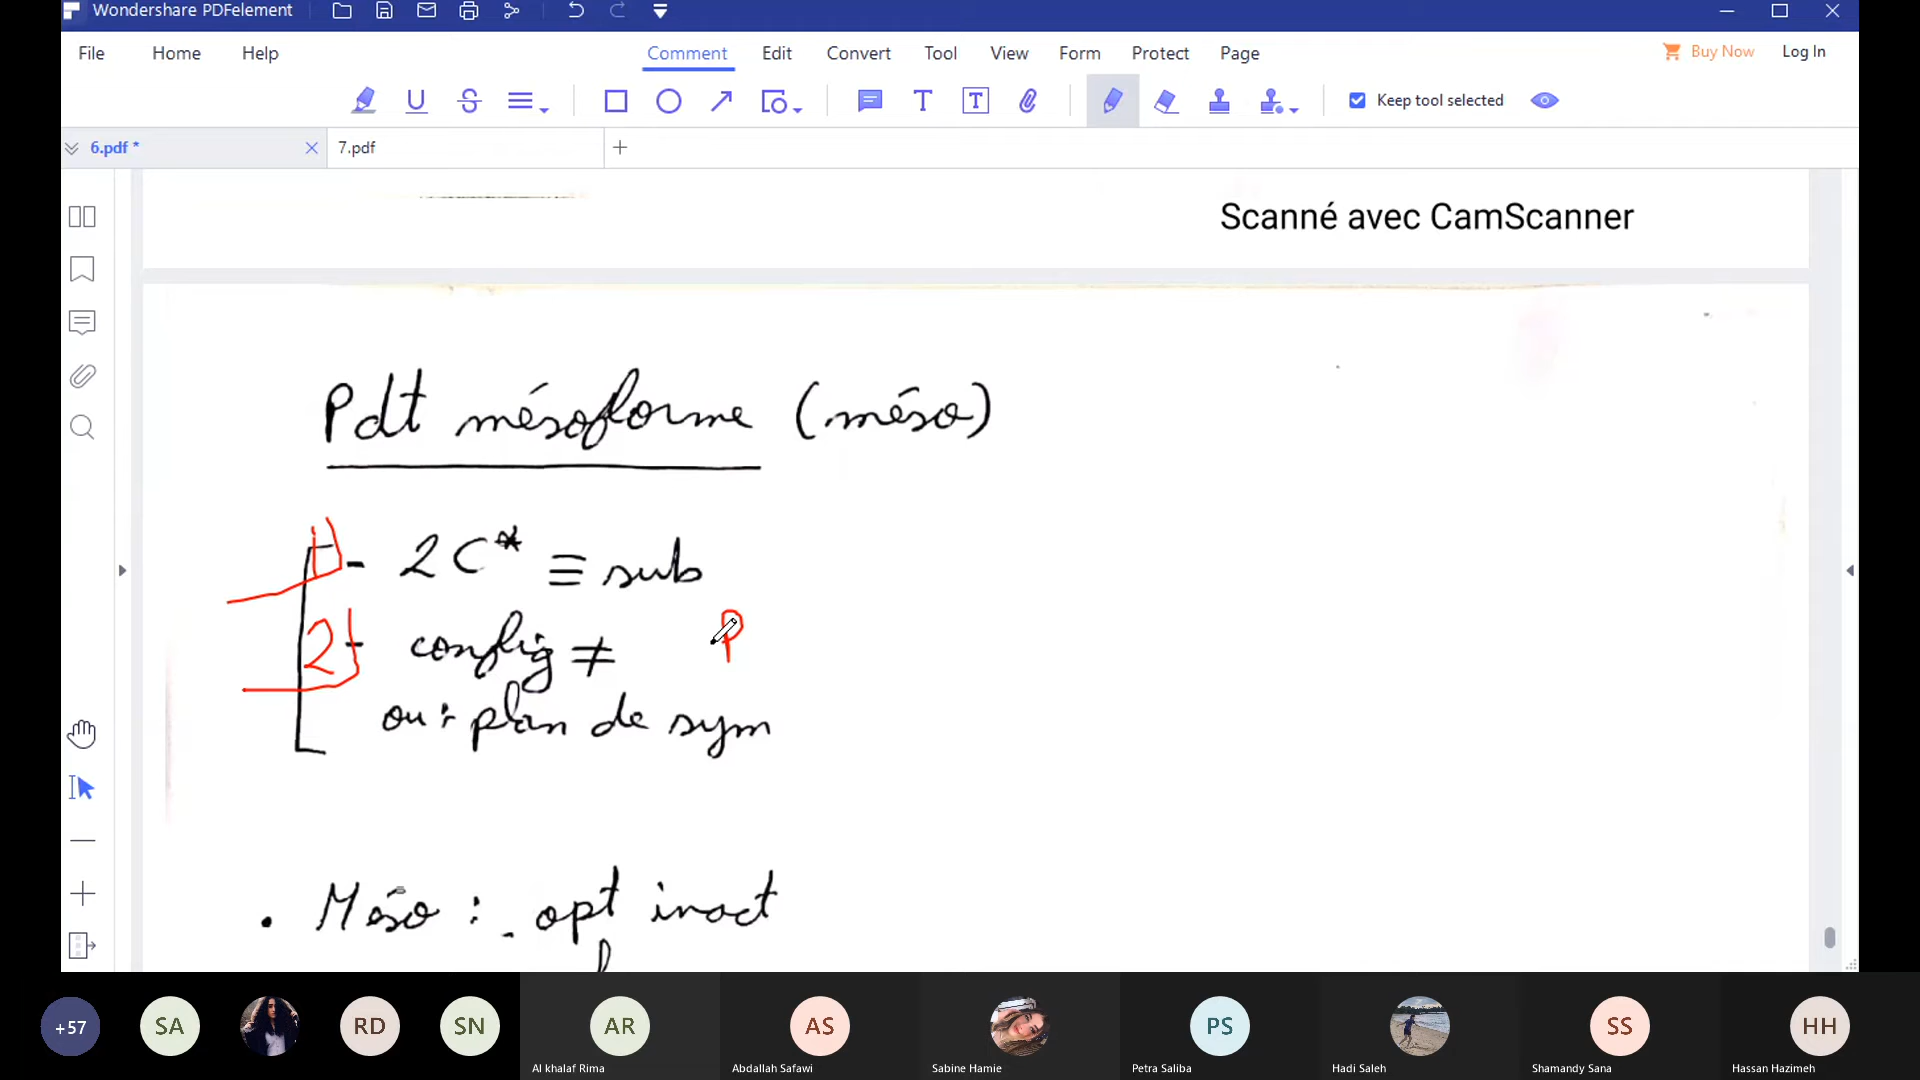 Wondershare PDFelement
File Home Help Comment Edit Convert Tool View Form Protect Page Buy Now Log In
Keep tool selected
6.pdf * 7.pdf
Scanné avec CamScanner
Pdt mésoforme (méso)
1) - 2C* ≡ sub
2) - config ≠ P
ou : plan de sym
• Méso : - opt inact
+57 SA RD SN AR AS PS SS HH
Al khalaf Rima Abdallah Safawi Sabine Hamie Petra Saliba Hadi Saleh Shamandy Sana Hassan Hazimeh